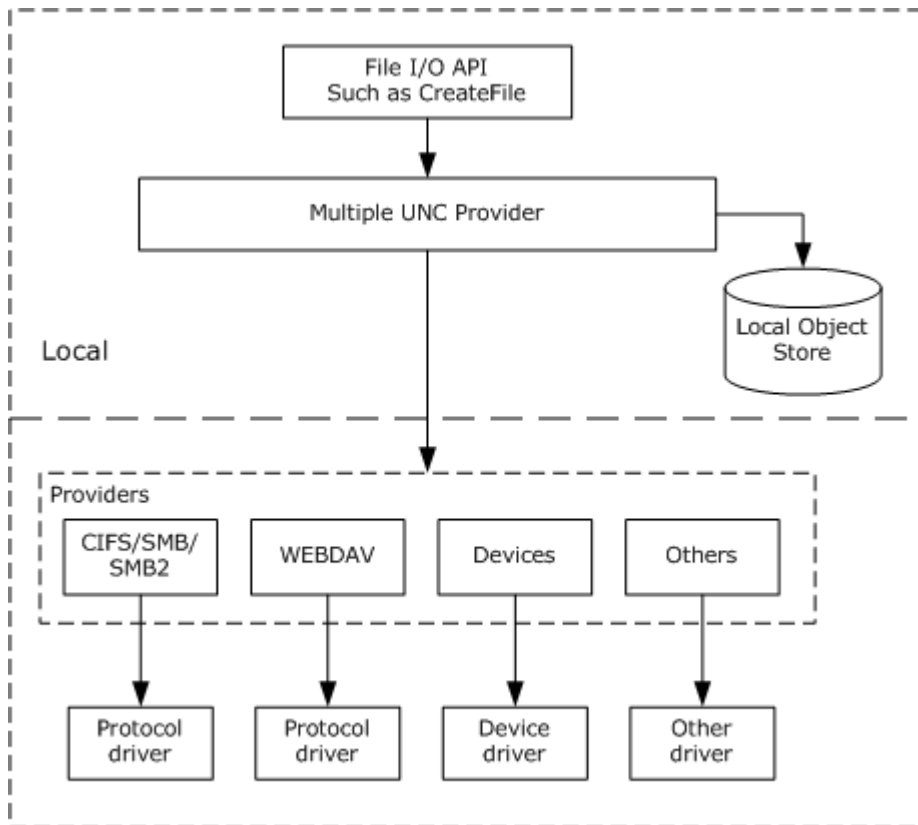 File I/O API
Such as CreateFile
Multiple UNC Provider
Local Object
Store
Local
Providers
CIFS/SMB/
SMB2
WEBDAV
Devices
Others
Protocol
driver
Protocol
driver
Device
driver
Other
driver